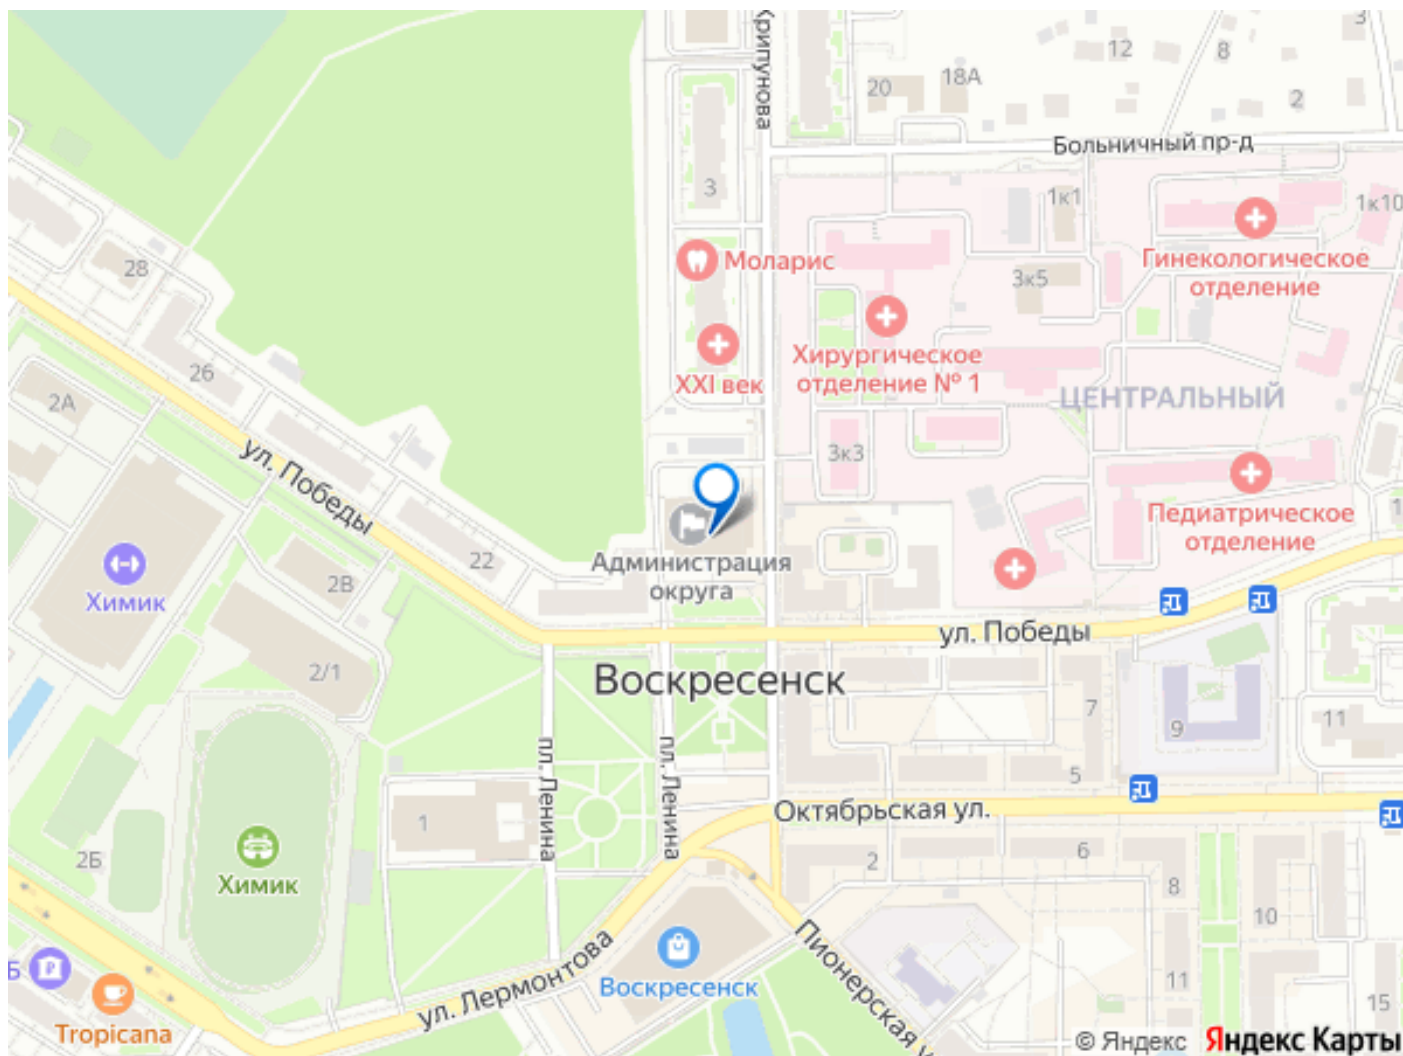 Хрипунова
12
8
3
20
18А
2
Больничный пр-д
3
1к1
1к10
28
Моларис
3к5
Гинекологическое
отделение
Хирургическое
отделение № 1
XXI век
26
2А
ЦЕНТРАЛЬНЫЙ
ул. Победы
3к3
Педиатрическое
отделение
22
Администрация
округа
2В
Химик
ул. Победы
2/1
Воскресенск
7
9
11
пл. Ленина
пл. Ленина
5
Октябрьская ул.
1
2
6
2Б
Химик
8
10
Пионерская
ул. Лермонтова
Б
Воскресенск
11
15
Tropicana
© Яндекс
Яндекс Карты